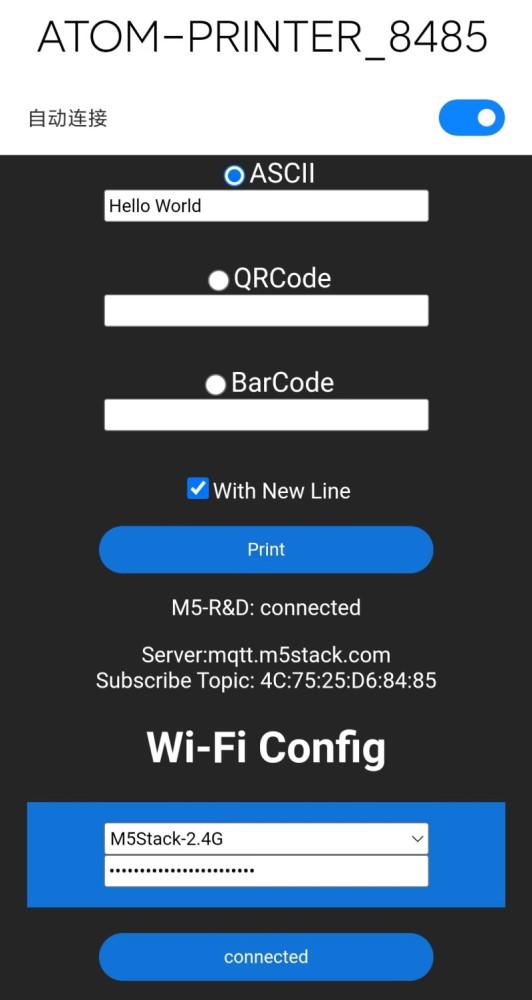 ATOM-PRINTER_8485
自动连接
ASCII
Hello World
QRCode
BarCode
With New Line
Print
M5-R&D: connected
Server:mqtt.m5stack.com
Subscribe Topic: 4C:75:25:D6:84:85
Wi-Fi Config
M5Stack-2.4G
••••••••••••••••••••••••
connected